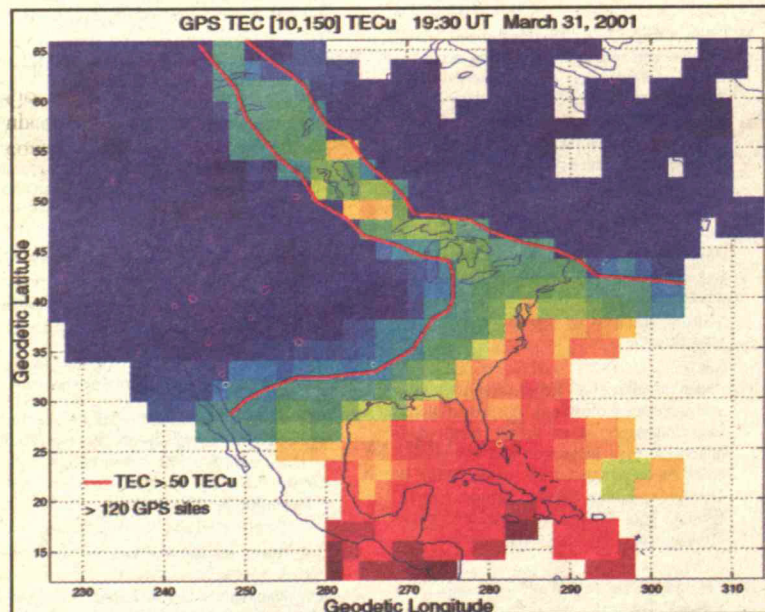 GPS TEC [10,150] TECu 19:30 UT March 31, 2001
65
60
55
50
45
40
35
30
25
20
15
Geodetic Latitude
TEC > 50 TECu
> 120 GPS sites
230 240 250 260 270 280 290 300 310
Geodetic Longitude